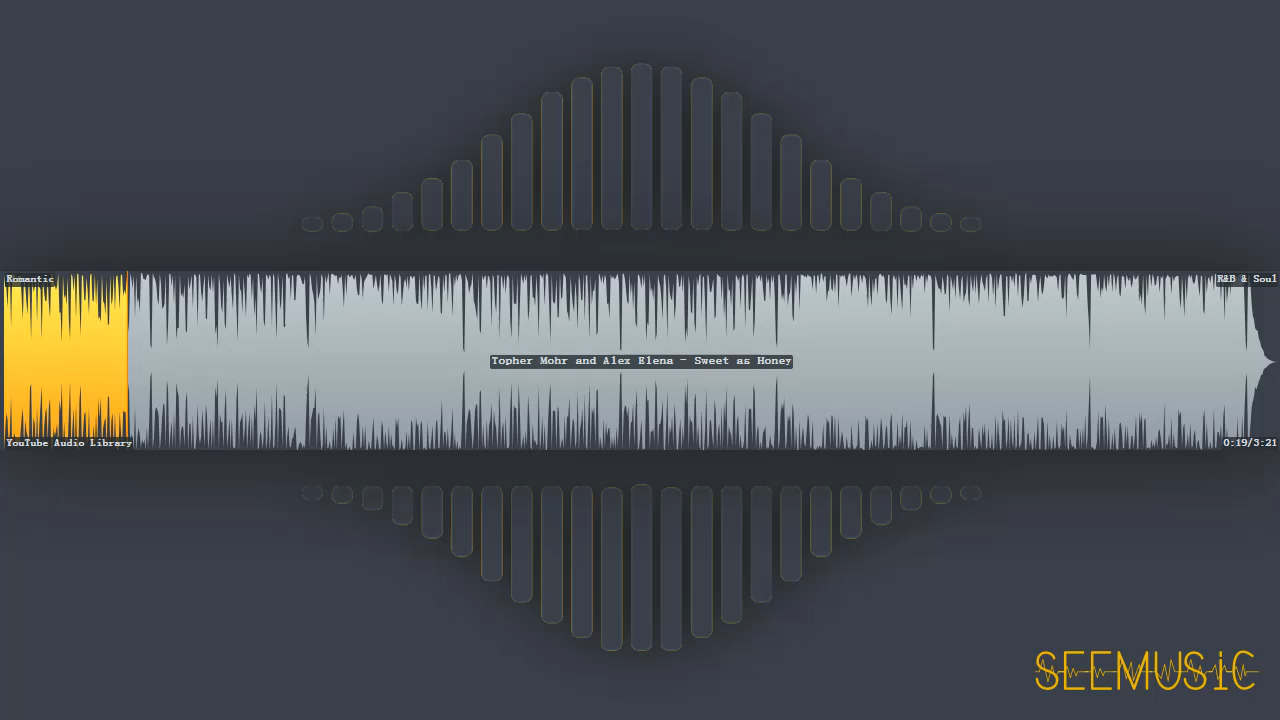 Romantic
R&B & Soul
Topher Mohr and Alex Elena - Sweet as Honey
YouTube Audio Library
0:19/3:21
SEEMUSiC